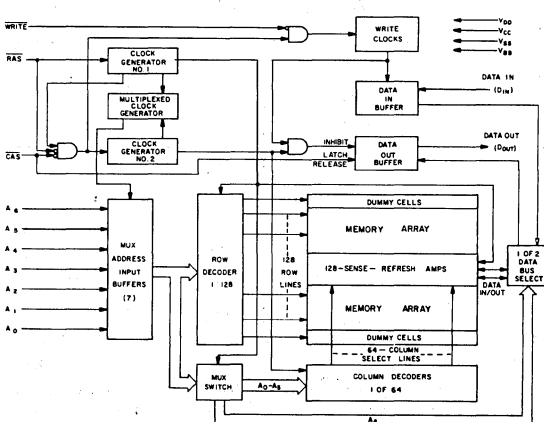 WRITE
RAS
CAS
CLOCK
GENERATOR
NO. 1
MULTIPLEXED
CLOCK
GENERATOR
CLOCK
GENERATOR
NO. 2
WRITE
CLOCKS
VDD
VCC
VSS
VBB
DATA
IN
BUFFER
DATA IN
(DIN)
INHIBIT
LATCH
RELEASE
DATA
OUT
BUFFER
DATA OUT
(DOUT)
A6
A5
A4
A3
A2
A1
A0
MUX
ADDRESS
INPUT
BUFFERS
(7)
ROW
DECODER
1 128
128
ROW
LINES
DUMMY CELLS
MEMORY ARRAY
128-SENSE-REFRESH AMPS
MEMORY ARRAY
DUMMY CELLS
DATA
IN/OUT
1 OF 2
DATA
BUS
SELECT
64-COLUMN
SELECT LINES
MUX
SWITCH
A0-A5
COLUMN DECODERS
1 OF 64